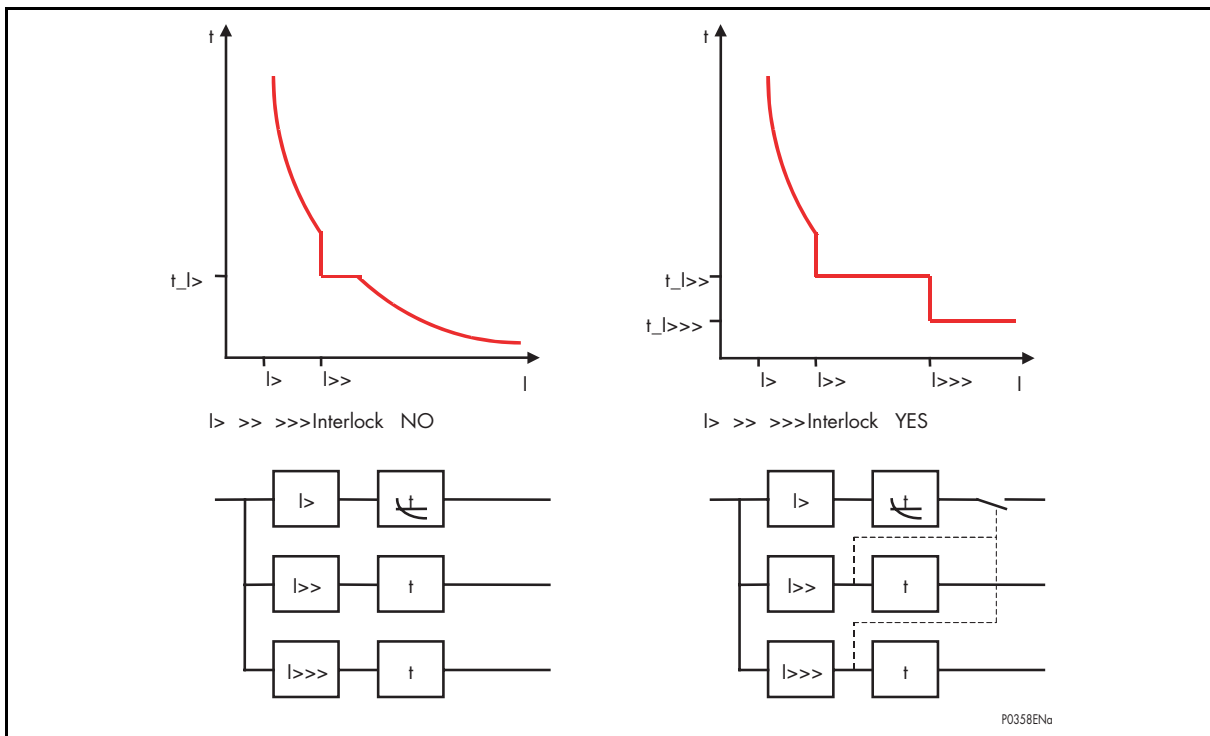 t
t_I>
I>
I>>
I
I> >> >>>Interlock NO
t
t_I>>
t_I>>>
I>
I>>
I>>>
I
I> >> >>>Interlock YES
I>
t
I>>
t
I>>>
t
I>
t
I>>
t
I>>>
t
P0358ENa